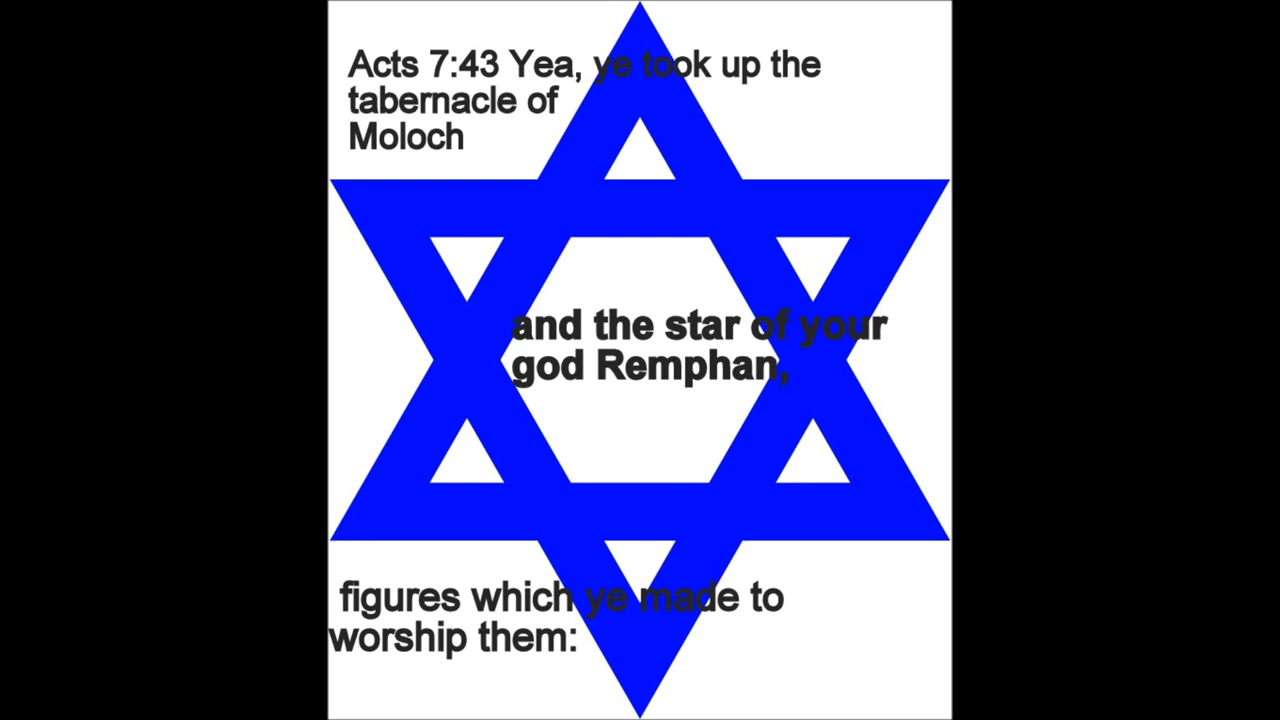 Acts 7:43 Yea, ye took up the
tabernacle of
Moloch
and the star of your
god Remphan,
figures which ye made to
worship them: